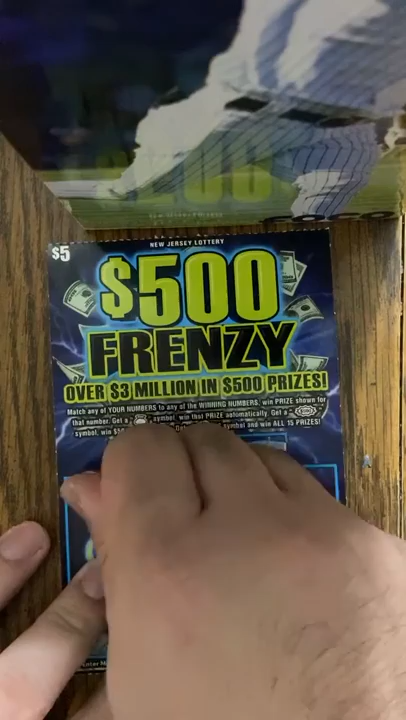 NEW JERSEY LOTTERY
$5
$500
FRENZY
OVER $3 MILLION IN $500 PRIZES!
Match any of YOUR NUMBERS to any of the WINNING NUMBERS, win PRIZE shown for
that number. Get a symbol, win that PRIZE automatically. Get a
symbol, win symbol and win ALL 15 PRIZES!